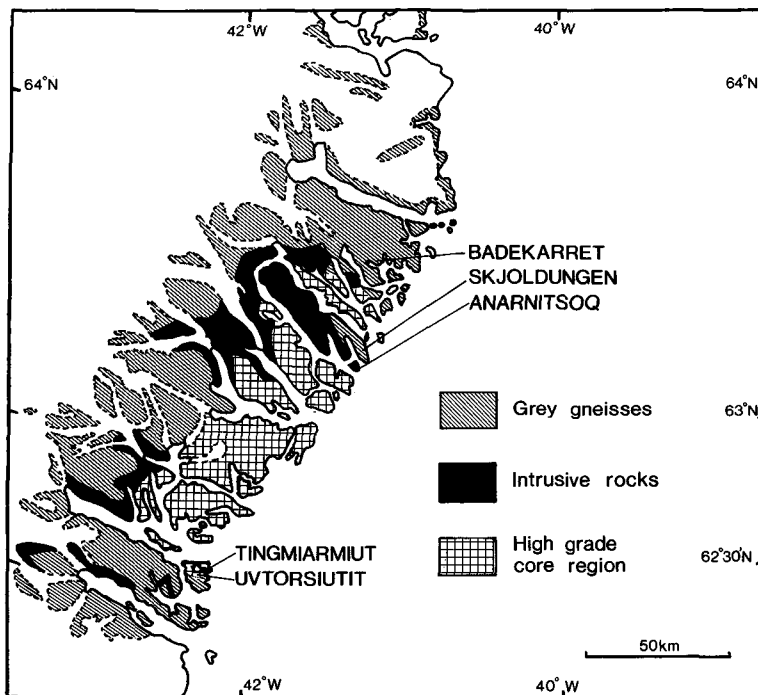 42°W
40°W
64°N
64°N
BADEKARRET
SKJOLDUNGEN
ANARNITSOQ
Grey gneisses
63°N
Intrusive rocks
High grade
core region
62°30'N
TINGMIARMIUT
UVTORSIUTIT
50km
42°W
40°W